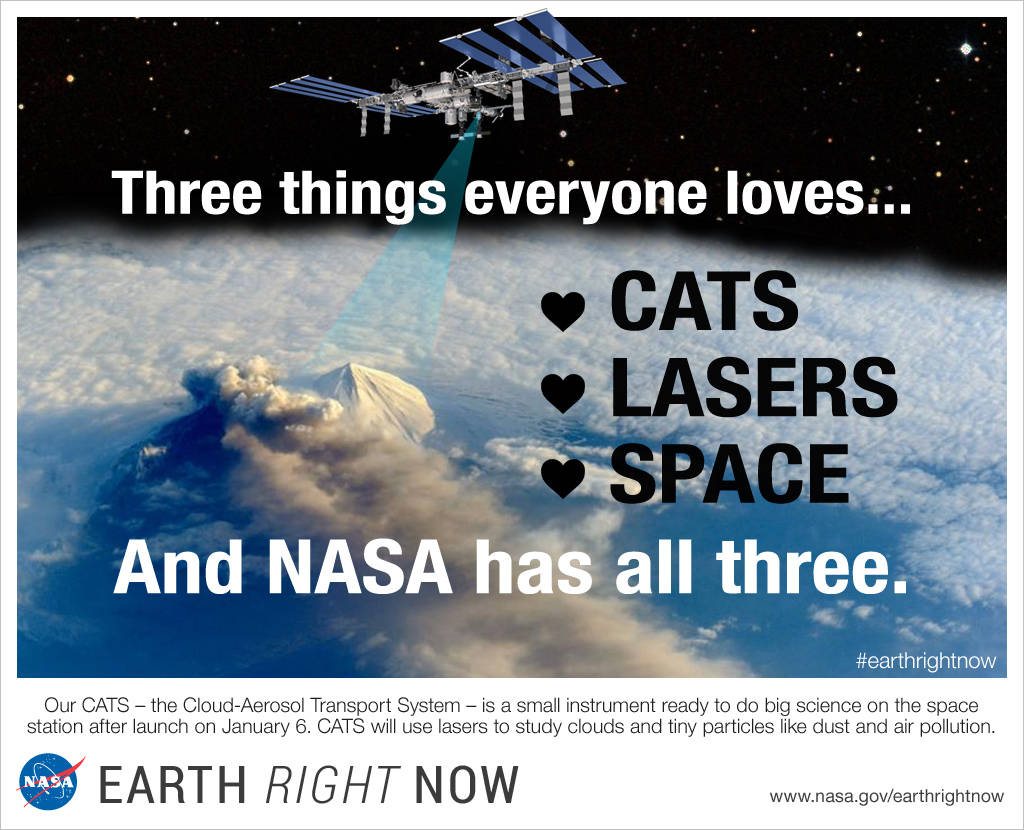 Three things everyone loves...
♥ CATS
♥ LASERS
♥ SPACE
And NASA has all three.
#earthrightnow
Our CATS – the Cloud-Aerosol Transport System – is a small instrument ready to do big science on the space
station after launch on January 6. CATS will use lasers to study clouds and tiny particles like dust and air pollution.
NASA
EARTH RIGHT NOW
www.nasa.gov/earthrightnow